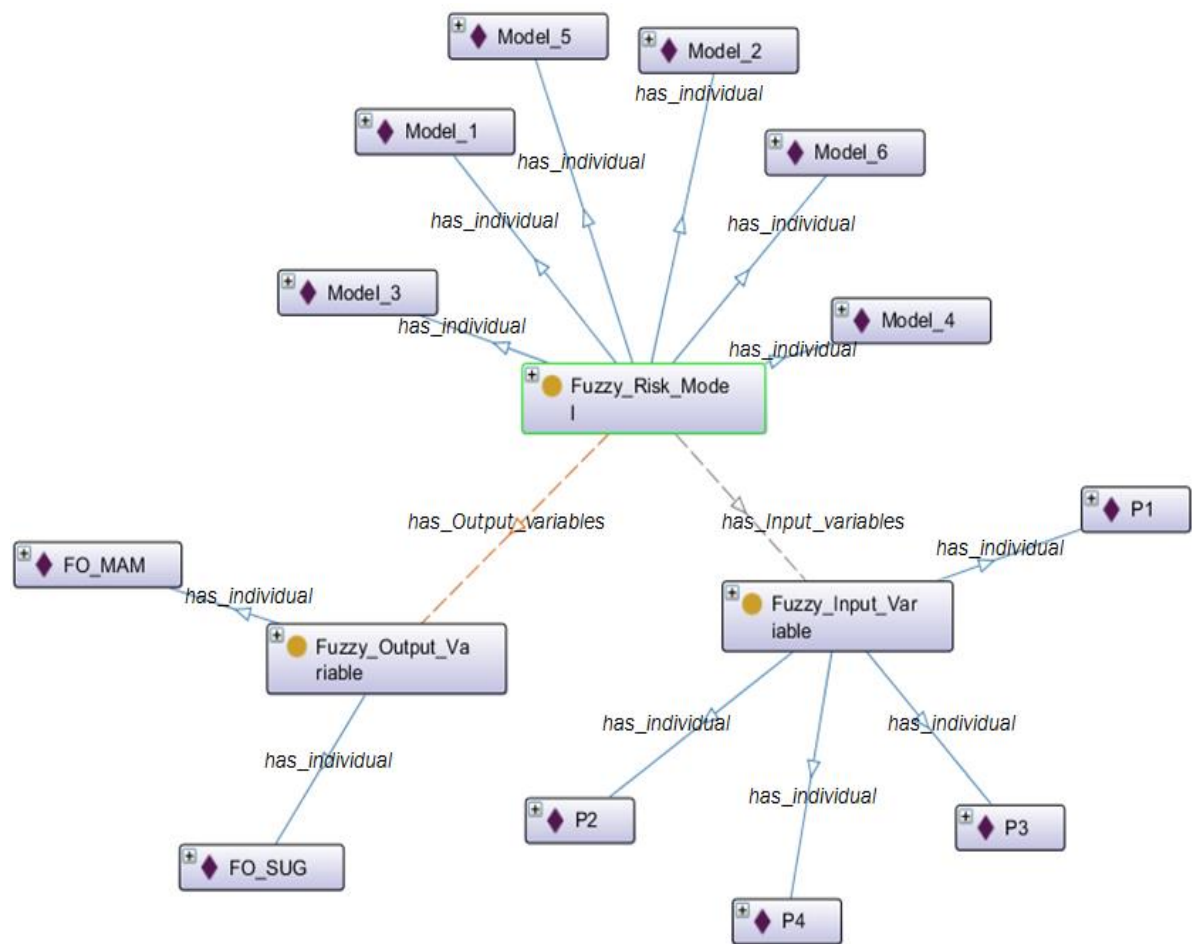 Model_5
Model_2
has_individual
Model_1
Model_6
has_individual
has_individual
has_individual
Model_3
has_individual
Model_4
has_individual
Fuzzy_Risk_Mode
l
has_Output_variables
has_Input_variables
P1
has_individual
FO_MAM
has_individual
Fuzzy_Input_Var
iable
Fuzzy_Output_Va
riable
has_individual
has_individual
has_individual
has_individual
P2
P3
FO_SUG
P4